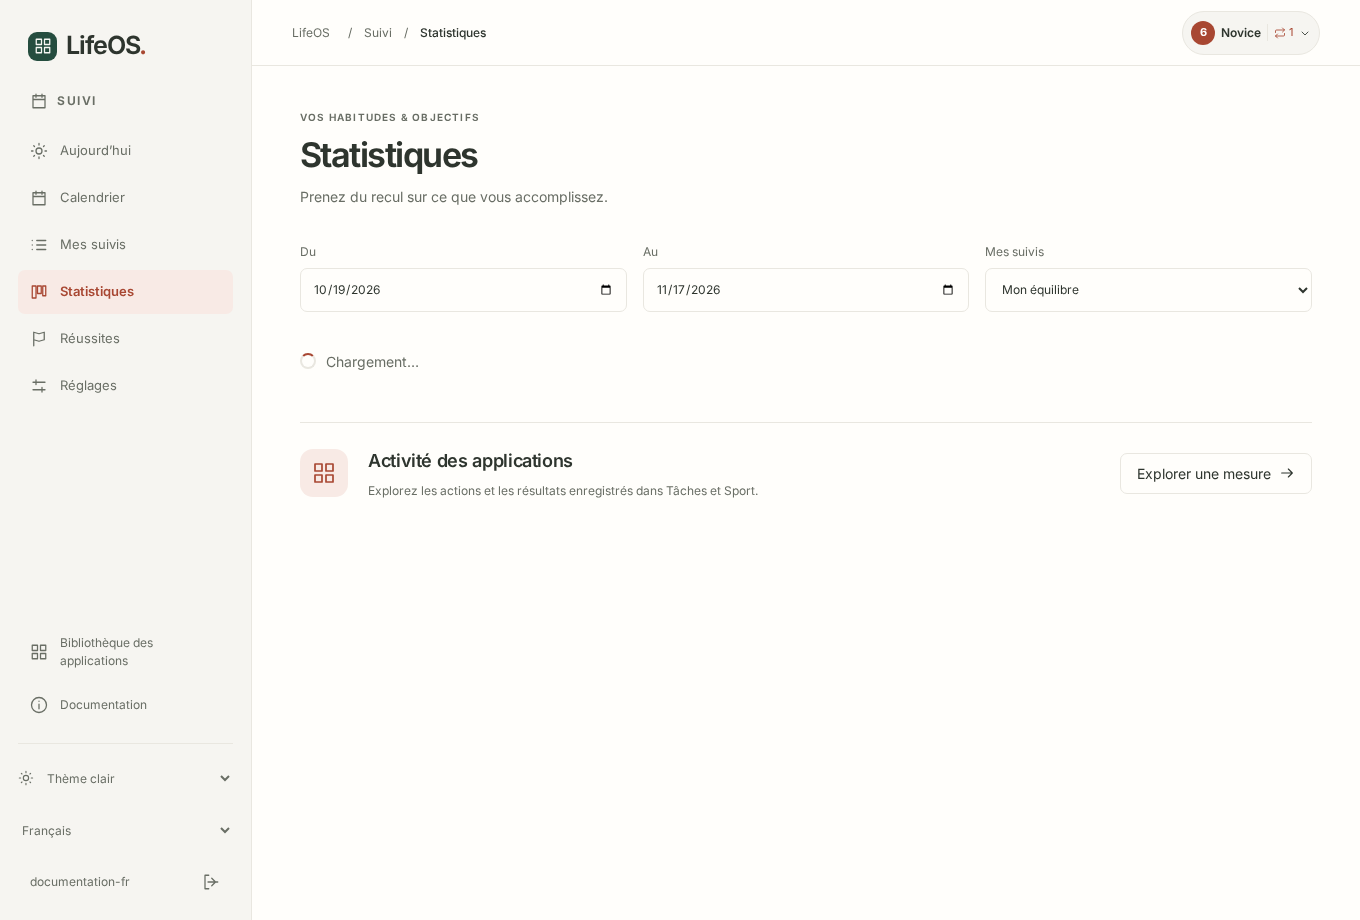 LifeOS.
SUIVI
Aujourd’hui
Calendrier
Mes suivis
Statistiques
Réussites
Réglages
Bibliothèque des
applications
Documentation
Thème clair
Français
documentation-fr
LifeOS / Suivi / Statistiques
6 Novice 1
VOS HABITUDES & OBJECTIFS
Statistiques
Prenez du recul sur ce que vous accomplissez.
Du
10/19/2026
Au
11/17/2026
Mes suivis
Mon équilibre
Chargement…
Activité des applications
Explorez les actions et les résultats enregistrés dans Tâches et Sport.
Explorer une mesure